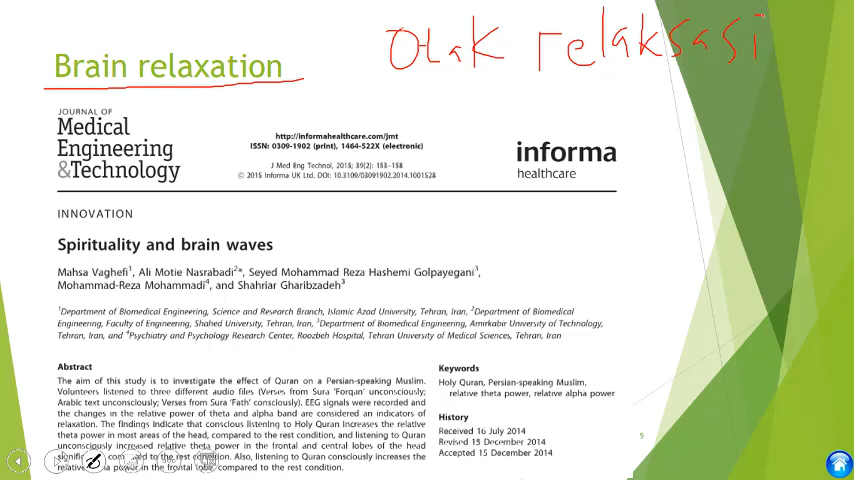 Otak relaksasi
Brain relaxation
JOURNAL OF
Medical
Engineering
&Technology
http://informahealthcare.com/jmt
ISSN: 0309-1902 (print), 1464-522X (electronic)
J Med Eng Technol, 2015; 39(2): 153–158
© 2015 Informa UK Ltd. DOI: 10.3109/03091902.2014.1001528
informa
healthcare
INNOVATION
Spirituality and brain waves
Mahsa Vaghefi1, Ali Motie Nasrabadi2*, Seyed Mohammad Reza Hashemi Golpayegani3,
Mohammad-Reza Mohammadi4, and Shahriar Gharibzadeh3
1Department of Biomedical Engineering, Science and Research Branch, Islamic Azad University, Tehran, Iran, 2Department of Biomedical
Engineering, Faculty of Engineering, Shahed University, Tehran, Iran, 3Department of Biomedical Engineering, Amirkabir University of Technology,
Tehran, Iran, and 4Psychiatry and Psychology Research Center, Roozbeh Hospital, Tehran University of Medical Sciences, Tehran, Iran
Abstract
The aim of this study is to investigate the effect of Quran on a Persian-speaking Muslim.
Volunteers listened to three different audio files (Verses from Sura ‘Forqan’ unconsciously;
Arabic text unconsciously; Verses from Sura ‘Fath’ consciously). EEG signals were recorded and
the changes in the relative power of theta and alpha band are considered an indicators of
relaxation. The findings indicate that conscious listening to Holy Quran increases the relative
theta power in most areas of the head, compared to the rest condition, and listening to Quran
unconsciously increased relative theta power in the frontal and central lobes of the head
to the rest condition. Also, listening to Quran consciously increases the
power in the frontal lobe compared to the rest condition.
Keywords
Holy Quran, Persian-speaking Muslim,
relative theta power, relative alpha power
History
Received 16 July 2014
Revised 15 December 2014
Accepted 15 December 2014
9